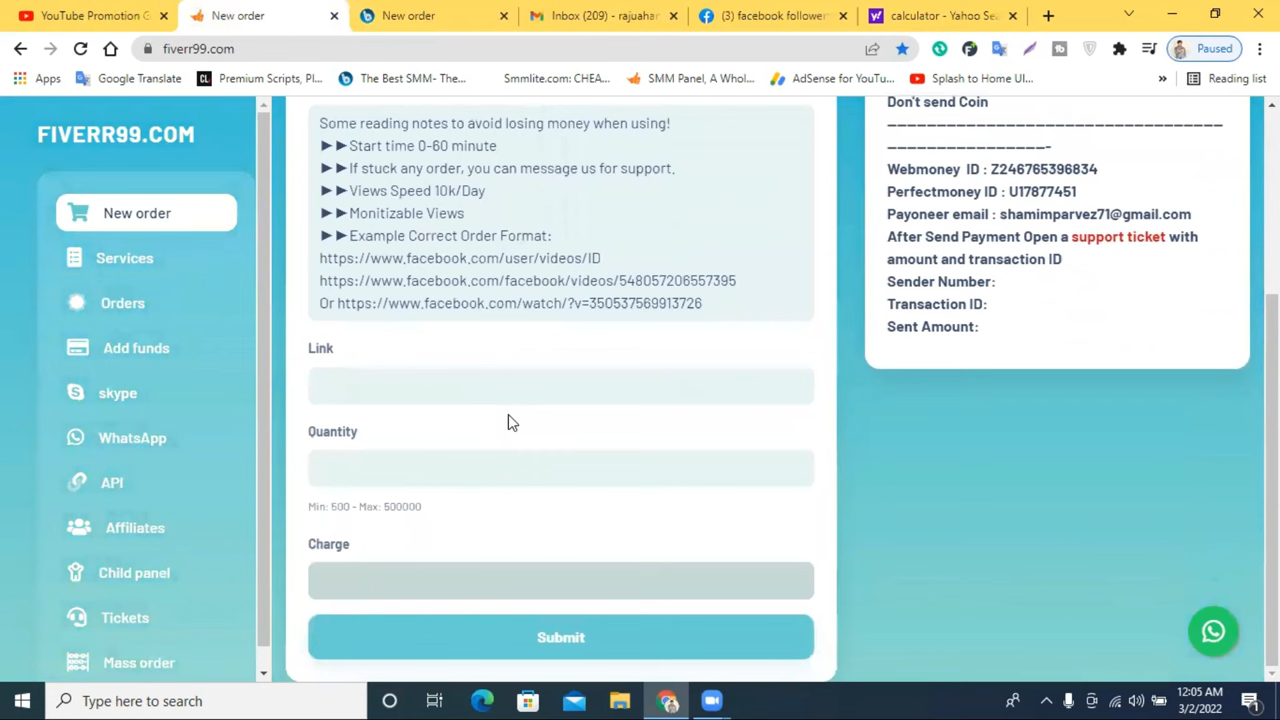 YouTube Promotion G
New order
New order
Inbox (209) - rajuahar
(3) facebook follower
calculator - Yahoo Se
fiverr99.com
Paused
Apps
Google Translate
Premium Scripts, Pl...
The Best SMM- The...
Smmlite.com: CHEA...
SMM Panel, A Whol...
AdSense for YouTu...
Splash to Home UI...
»
Reading list
FIVERR99.COM
New order
Services
Orders
Add funds
skype
WhatsApp
API
Affiliates
Child panel
Tickets
Mass order
Some reading notes to avoid losing money when using!
►►Start time 0-60 minute
►►If stuck any order, you can message us for support.
►►Views Speed 10k/Day
►►Monitizable Views
►►Example Correct Order Format:
https://www.facebook.com/user/videos/ID
https://www.facebook.com/facebook/videos/548057206557395
Or https://www.facebook.com/watch/?v=350537569913726
Link
Quantity
Min: 500 - Max: 500000
Charge
Submit
Don't send Coin
----------------------------------
----------------
Webmoney ID : Z246765396834
Perfectmoney ID : U17877451
Payoneer email : shamimparvez71@gmail.com
After Send Payment Open a support ticket with
amount and transaction ID
Sender Number:
Transaction ID:
Sent Amount:
Type here to search
12:05 AM
3/2/2022